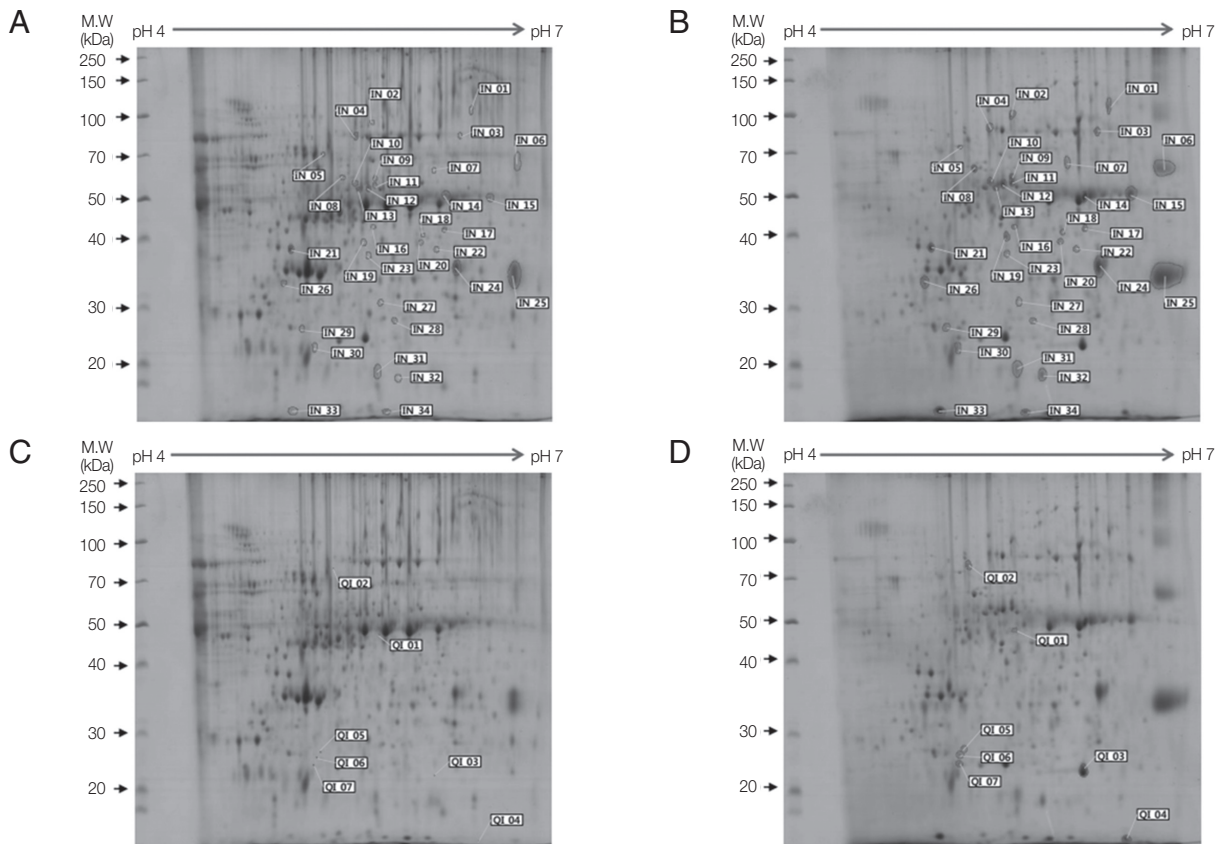 A
M.W
(kDa)
pH 4
pH 7
250
150
100
70
50
40
30
20
IN 01
IN 02
IN 04
IN 03
IN 06
IN 10
IN 09
IN 07
IN 05
IN 11
IN 08
IN 12
IN 14
IN 15
IN 13
IN 18
IN 17
IN 21
IN 16
IN 22
IN 19
IN 23
IN 20
IN 24
IN 26
IN 25
IN 27
IN 29
IN 28
IN 30
IN 31
IN 32
IN 33
IN 34
B
M.W
(kDa)
pH 4
pH 7
250
150
100
70
50
40
30
20
IN 01
IN 02
IN 04
IN 03
IN 06
IN 10
IN 09
IN 07
IN 05
IN 11
IN 08
IN 12
IN 14
IN 15
IN 13
IN 18
IN 17
IN 21
IN 16
IN 22
IN 19
IN 23
IN 20
IN 24
IN 26
IN 25
IN 27
IN 29
IN 28
IN 30
IN 31
IN 32
IN 33
IN 34
C
M.W
(kDa)
pH 4
pH 7
250
150
100
70
50
40
30
20
QI 02
QI 01
QI 05
QI 06
QI 03
QI 07
QI 04
D
M.W
(kDa)
pH 4
pH 7
250
150
100
70
50
40
30
20
QI 02
QI 01
QI 05
QI 06
QI 03
QI 07
QI 04